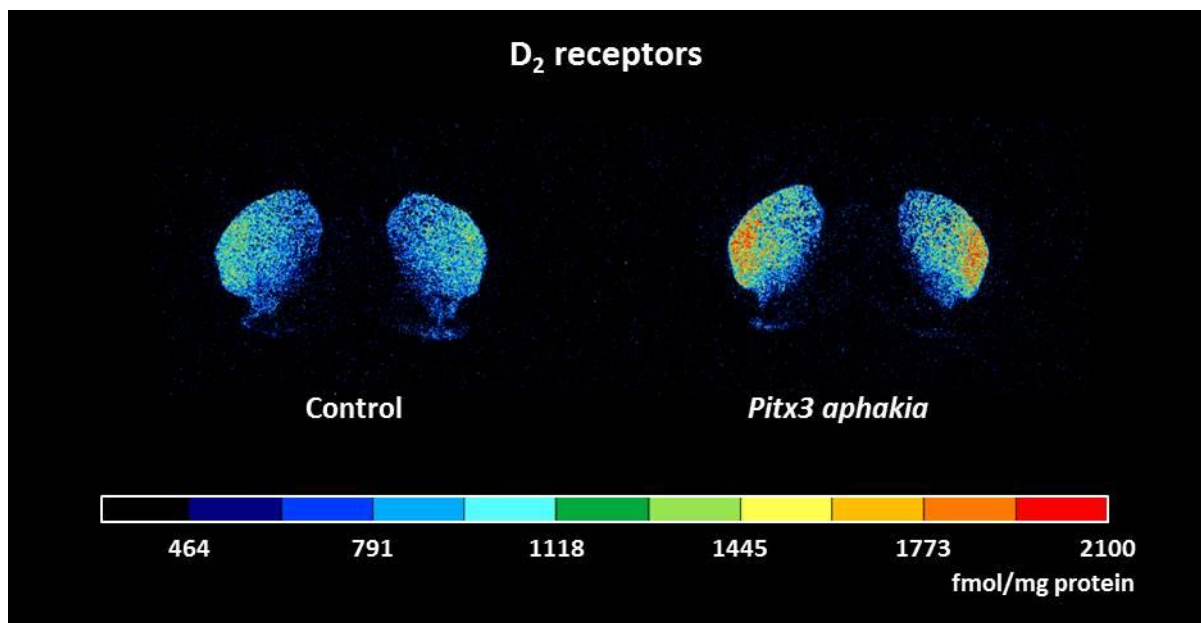 D₂ receptors
Control
Pitx3 aphakia
464 791 1118 1445 1773 2100
fmol/mg protein